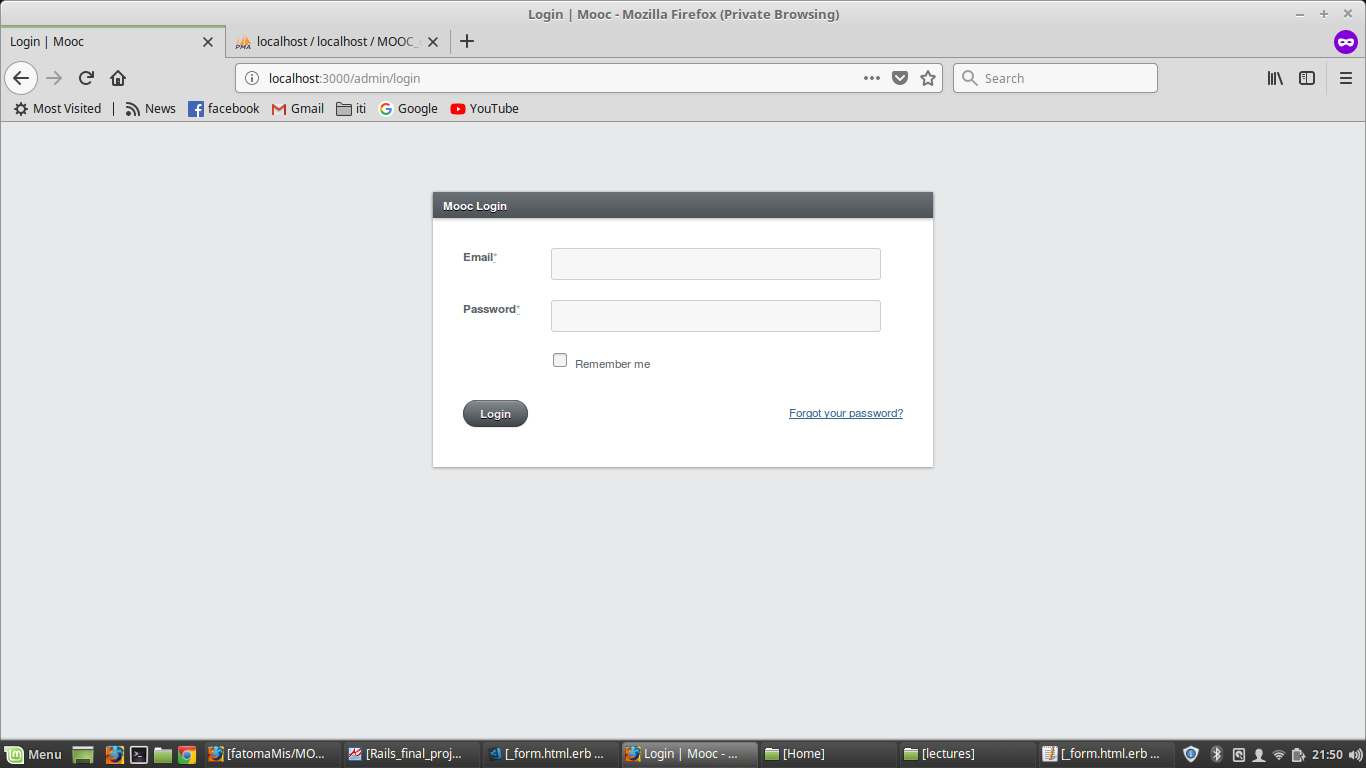 Login | Mooc - Mozilla Firefox (Private Browsing)
Login | Mooc
PMA
localhost / localhost / MOOC_
localhost:3000/admin/login
Search
Most Visited
News
facebook
Gmail
iti
Google
YouTube
Mooc Login
Email*
Password*
Remember me
Login
Forgot your password?
Menu
[fatomaMis/MO...
[Rails_final_proj...
[_form.html.erb ...
Login | Mooc - ...
[Home]
[lectures]
[_form.html.erb ...
21:50